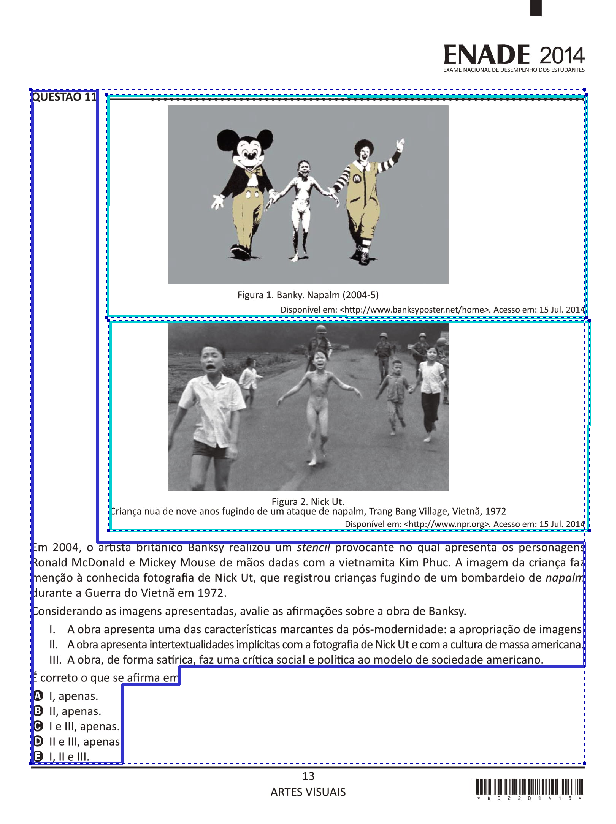 ENADE 2014
EXAME NACIONAL DE DESEMPENHO DOS ESTUDANTES
QUESTÃO 11
Figura 1. Banky. Napalm (2004-5)
Disponível em: <http://www.banksyposter.net/home>. Acesso em: 15 Jul. 2014
Figura 2. Nick Ut.
Criança nua de nove anos fugindo de um ataque de napalm, Trang Bang Village, Vietnã, 1972
Disponível em: <http://www.npr.org>. Acesso em: 15 Jul. 2014
Em 2004, o artista britânico Banksy realizou um stencil provocante no qual apresenta os personagens
Ronald McDonald e Mickey Mouse de mãos dadas com a vietnamita Kim Phuc. A imagem da criança faz
menção à conhecida fotografia de Nick Ut, que registrou crianças fugindo de um bombardeio de napalm
durante a Guerra do Vietnã em 1972.
Considerando as imagens apresentadas, avalie as afirmações sobre a obra de Banksy.
I. A obra apresenta uma das características marcantes da pós-modernidade: a apropriação de imagens.
II. A obra apresenta intertextualidades implícitas com a fotografia de Nick Ut e com a cultura de massa americana.
III. A obra, de forma satírica, faz uma crítica social e política ao modelo de sociedade americano.
É correto o que se afirma em
A I, apenas.
B II, apenas.
C I e III, apenas.
D II e III, apenas
E I, II e III.
13
ARTES VISUAIS